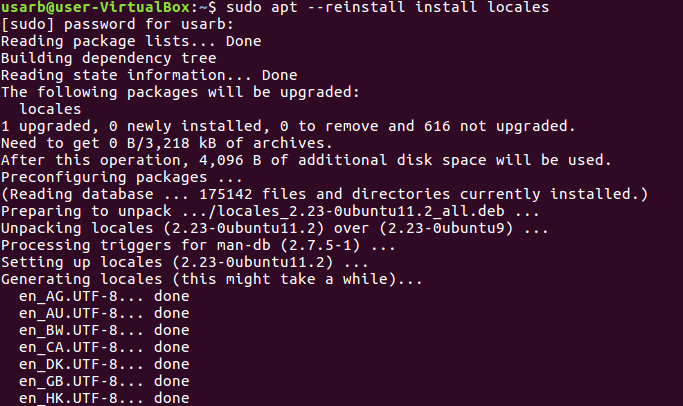 usarb@user-VirtualBox:~$ sudo apt --reinstall install locales
[sudo] password for usarb:
Reading package lists... Done
Building dependency tree
Reading state information... Done
The following packages will be upgraded:
  locales
1 upgraded, 0 newly installed, 0 to remove and 616 not upgraded.
Need to get 0 B/3,218 kB of archives.
After this operation, 4,096 B of additional disk space will be used.
Preconfiguring packages ...
(Reading database ... 175142 files and directories currently installed.)
Preparing to unpack .../locales_2.23-0ubuntu11.2_all.deb ...
Unpacking locales (2.23-0ubuntu11.2) over (2.23-0ubuntu9) ...
Processing triggers for man-db (2.7.5-1) ...
Setting up locales (2.23-0ubuntu11.2) ...
Generating locales (this might take a while)...
  en_AG.UTF-8... done
  en_AU.UTF-8... done
  en_BW.UTF-8... done
  en_CA.UTF-8... done
  en_DK.UTF-8... done
  en_GB.UTF-8... done
  en_HK.UTF-8... done